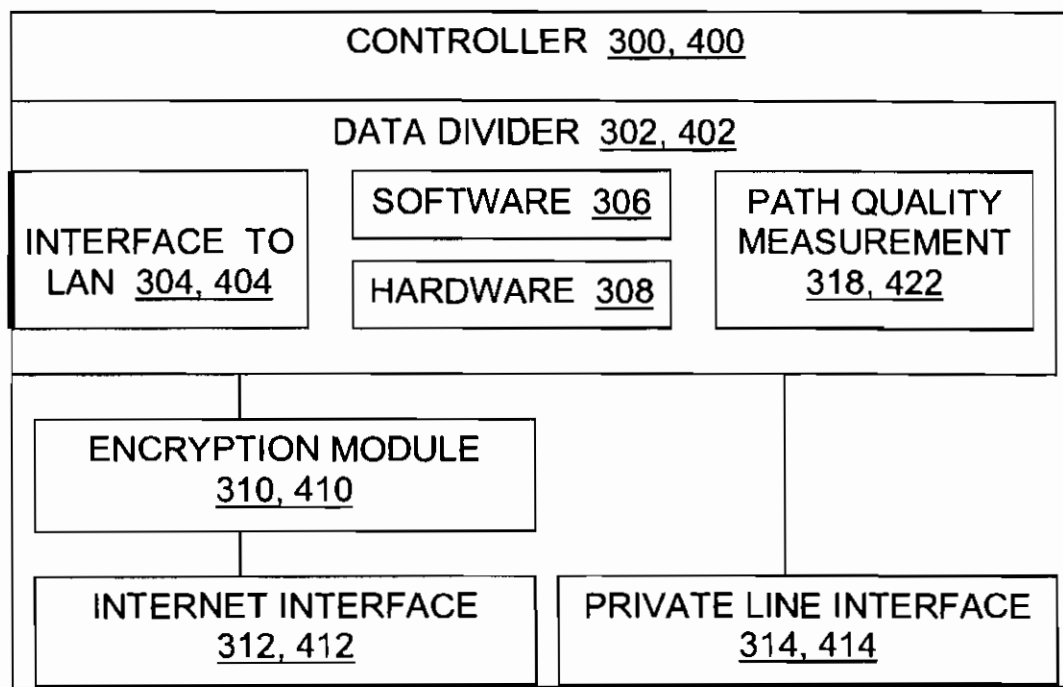 CONTROLLER 300, 400
DATA DIVIDER 302, 402
INTERFACE TO
LAN 304, 404
SOFTWARE 306
HARDWARE 308
PATH QUALITY
MEASUREMENT
318, 422
ENCRYPTION MODULE
310, 410
INTERNET INTERFACE
312, 412
PRIVATE LINE INTERFACE
314, 414